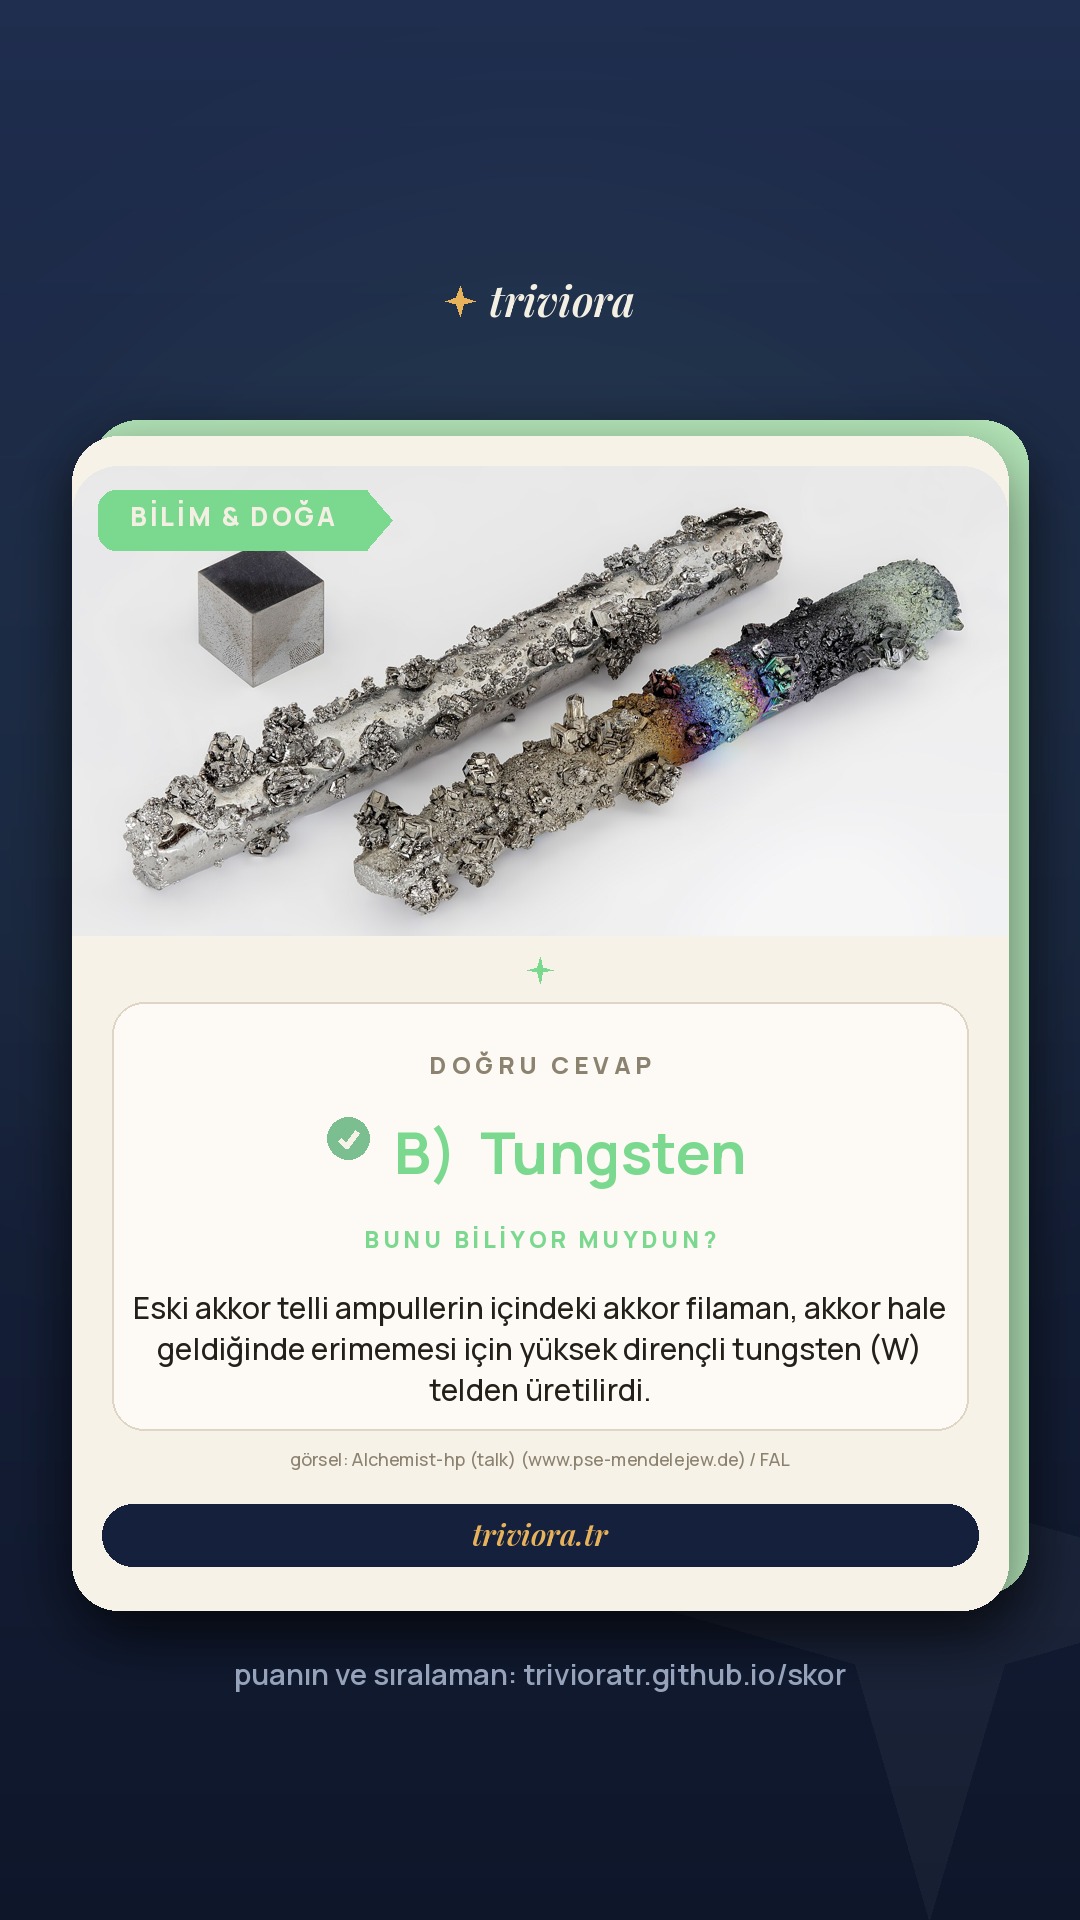 triviora
BİLİM & DOĞA
DOĞRU CEVAP
B) Tungsten
BUNU BİLİYOR MUYDUN?
Eski akkor telli ampullerin içindeki akkor filaman, akkor hale
geldiğinde erimemesi için yüksek dirençli tungsten (W)
telden üretilirdi.
görsel: Alchemist-hp (talk) (www.pse-mendelejew.de) / FAL
triviora.tr
puanın ve sıralaman: trivioratr.github.io/skor